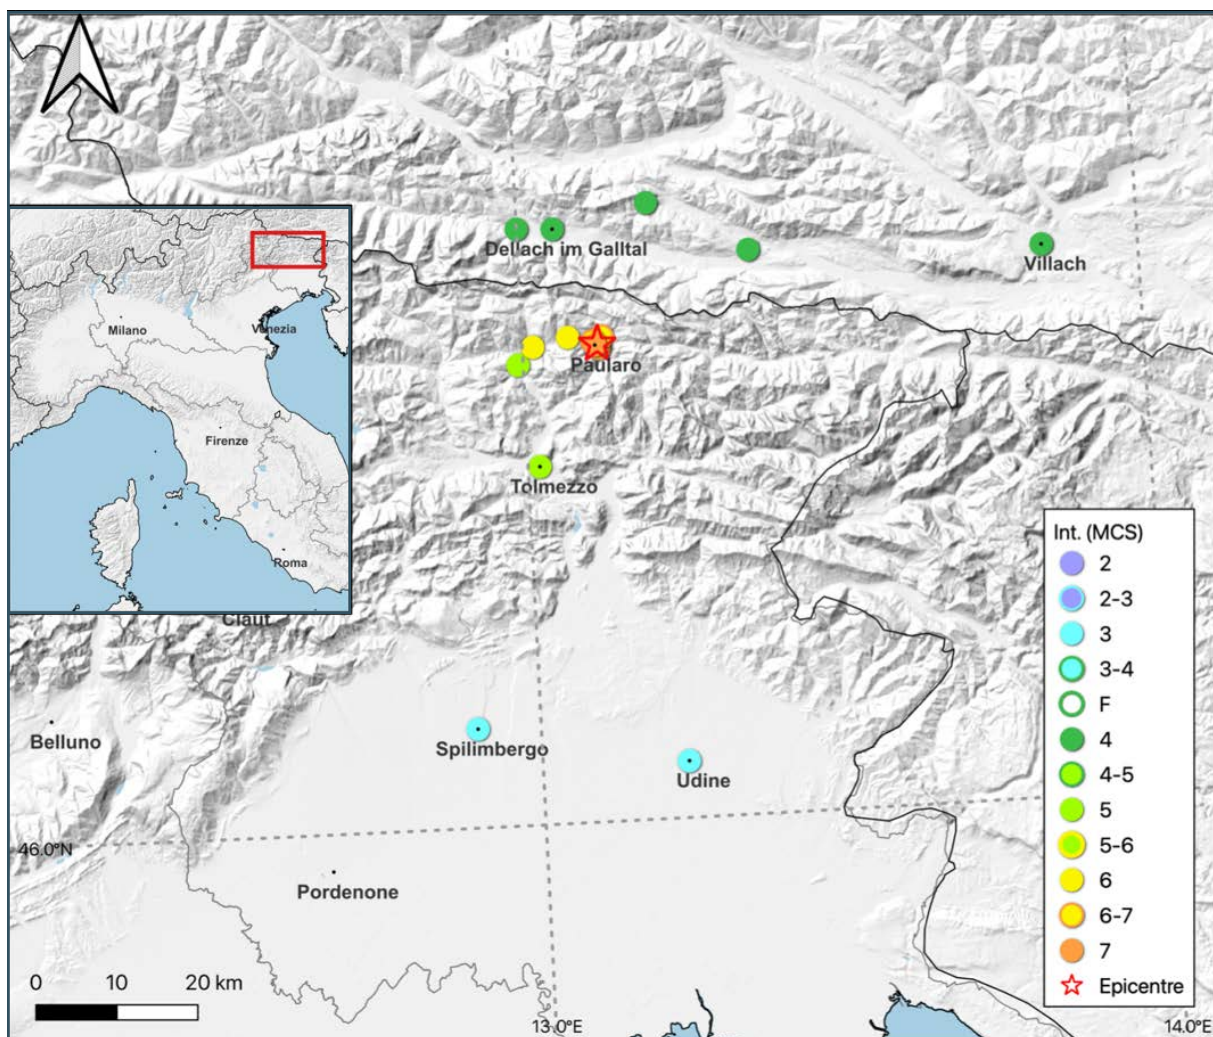 Dellach im Galltal
Villach
Milano
Venezia
Paularo
Firenze
Tolmezzo
Roma
Int. (MCS)
2
2-3
3
3-4
F
4
4-5
5
5-6
6
6-7
7
Epicentre
Claut
Belluno
Spilimbergo
Udine
46.0°N
Pordenone
0 10 20 km
13.0°E
14.0°E